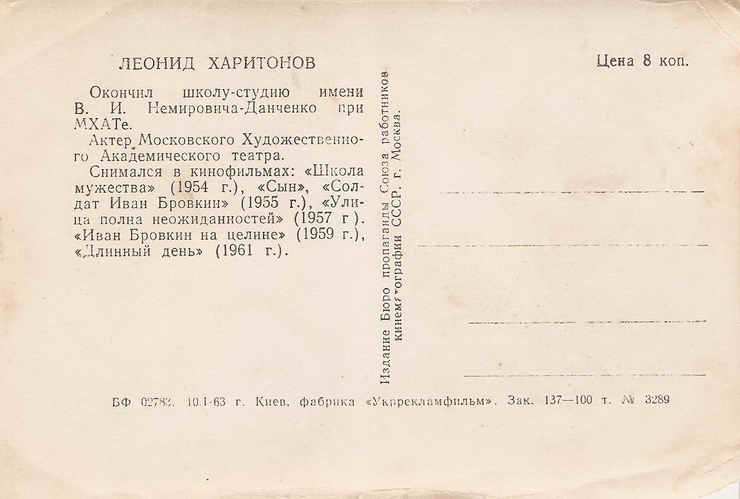 ЛЕОНИД ХАРИТОНОВ
Окончил школу-студию имени
В. И. Немировича-Данченко при
МХАТе.
Актер Московского Художественно-
го Академического театра.
Снимался в кинофильмах: «Школа
мужества» (1954 г.), «Сын», «Сол-
дат Иван Бровкин» (1955 г.), «Ули-
ца полна неожиданностей» (1957 г).
«Иван Бровкин на целине» (1959 г.),
«Длинный день» (1961 г.).
Издание Бюро пропаганды Союза работников
кинематографии СССР. г. Москва.
Цена 8 коп.
БФ 02782. 10.1-63 г. Киев, фабрика «Укррекламфильм». Зак. 137—100 т. № 3289